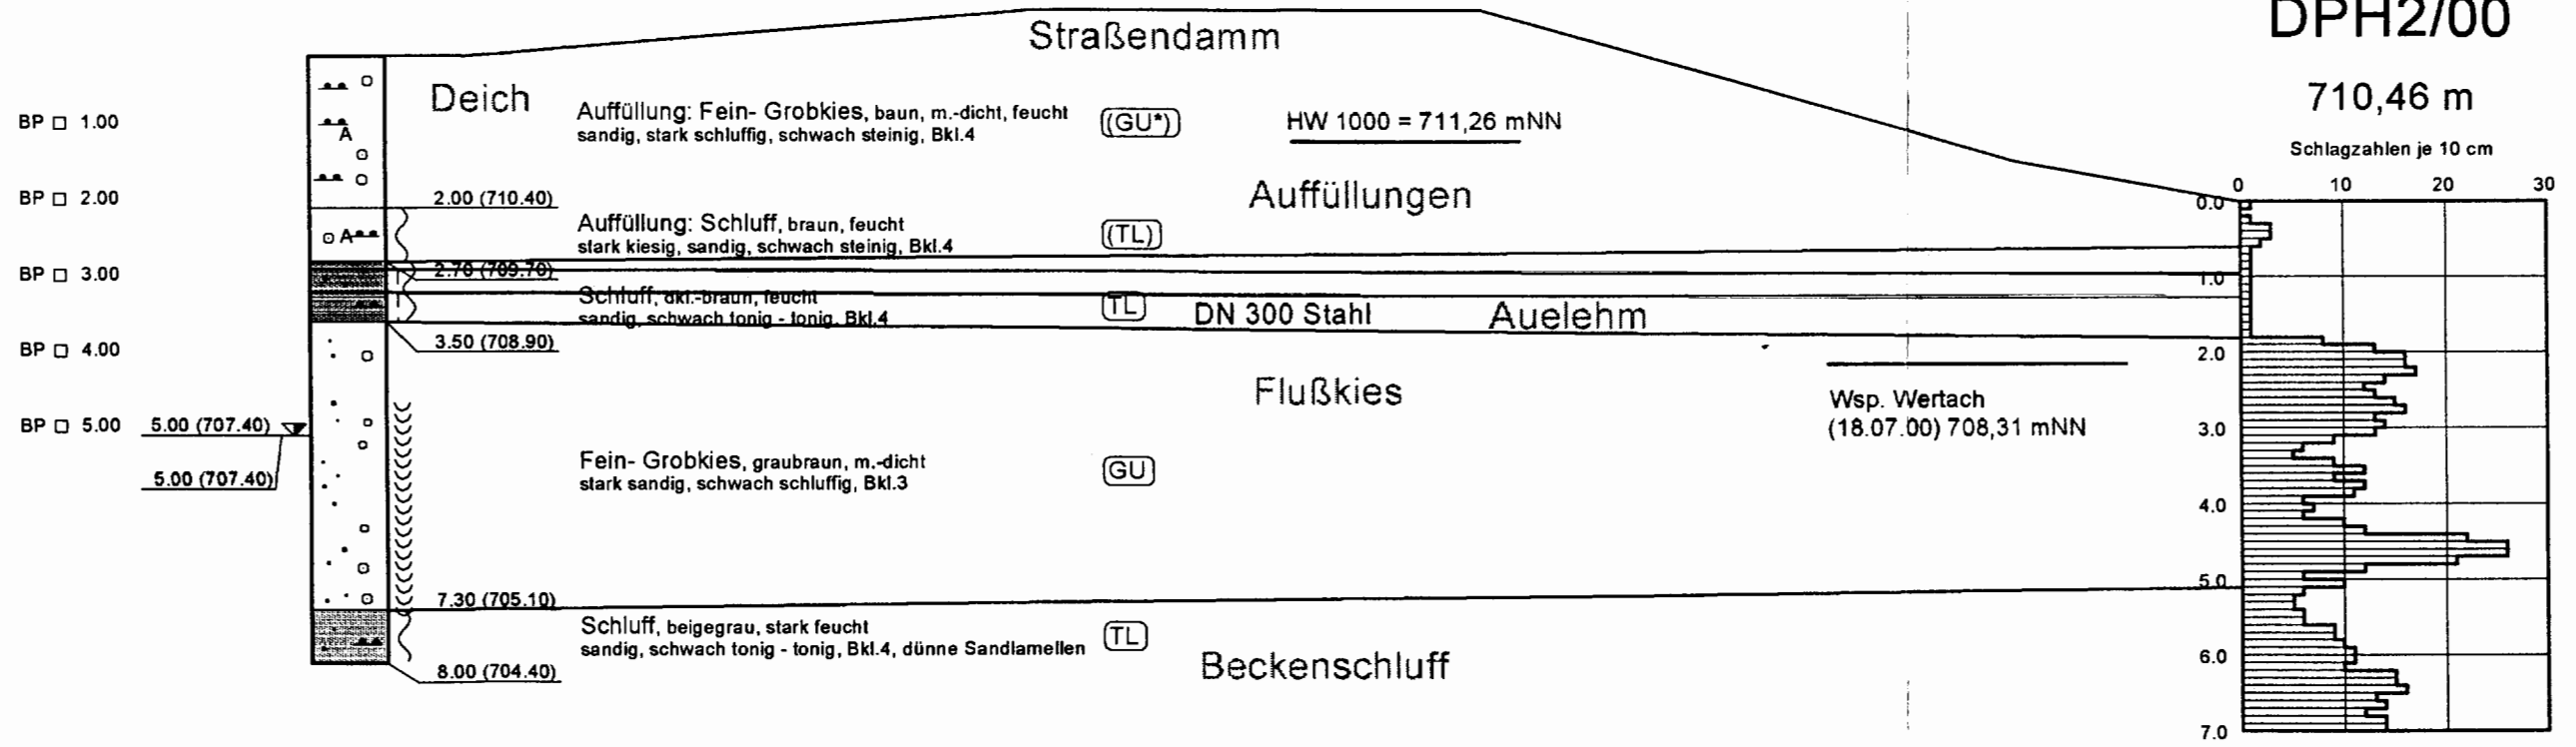 DPH2/00
710,46 m
Schlagzahlen je 10 cm
0 10 20 30
0.0
1.0
2.0
3.0
4.0
5.0
6.0
7.0
Straßendamm
Deich
BP 1.00
BP 2.00
BP 3.00
BP 4.00
BP 5.00
5.00 (707.40)
5.00 (707.40)
A
A
Auffüllung: Fein- Grobkies, baun, m.-dicht, feucht
sandig, stark schluffig, schwach steinig, Bkl.4
(GU*)
HW 1000 = 711,26 mNN
2.00 (710.40)
Auffüllungen
Auffüllung: Schluff, braun, feucht
stark kiesig, sandig, schwach steinig, Bkl.4
(TL)
2.70 (709.70)
Schluff, dkl.-braun, feucht
sandig, schwach tonig - tonig, Bkl.4
TL
DN 300 Stahl
Auelehm
3.50 (708.90)
Flußkies
Wsp. Wertach
(18.07.00) 708,31 mNN
Fein- Grobkies, graubraun, m.-dicht
stark sandig, schwach schluffig, Bkl.3
GU
7.30 (705.10)
Schluff, beigegrau, stark feucht
sandig, schwach tonig - tonig, Bkl.4, dünne Sandlamellen
TL
Beckenschluff
8.00 (704.40)